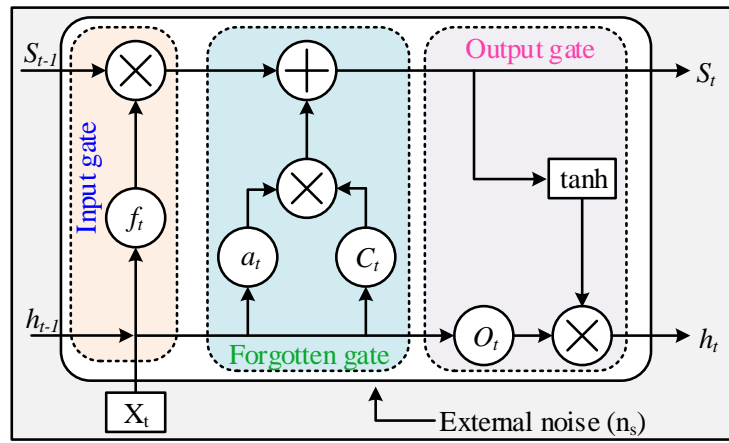 Output gate
S_{t-1}
S_t
Input gate
tanh
f_t
a_t
C_t
h_{t-1}
O_t
h_t
Forgotten gate
X_t
External noise (n_s)